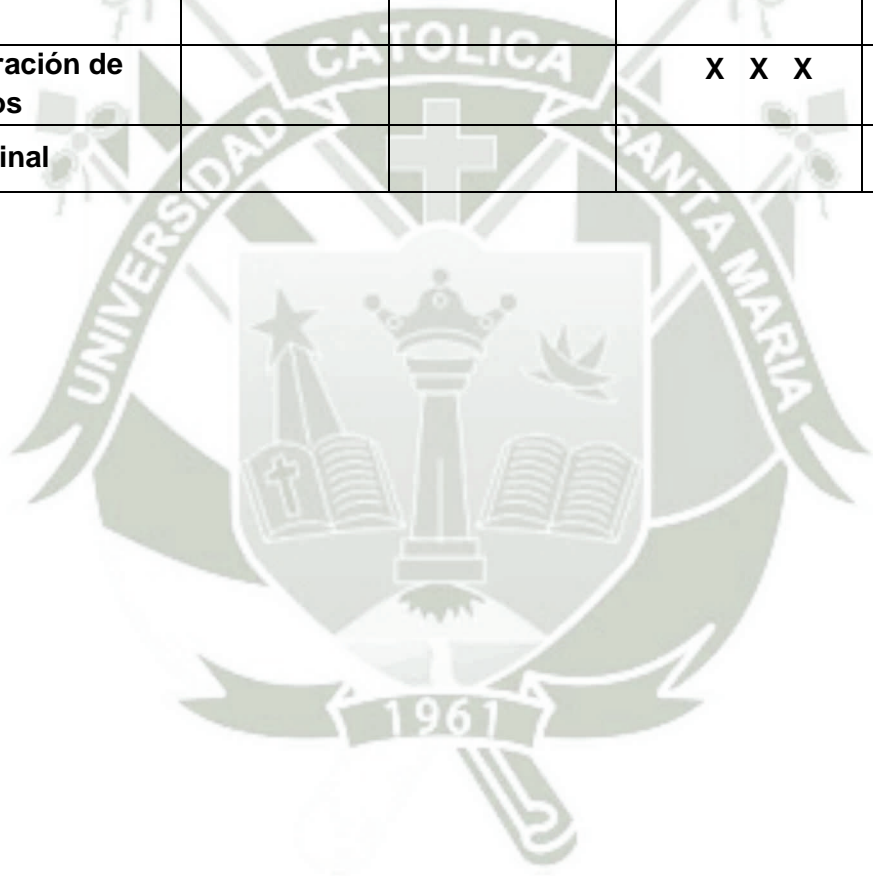 ración de
os
X X X
inal
UNIVERSIDAD CATOLICA SANTA MARIA
1961